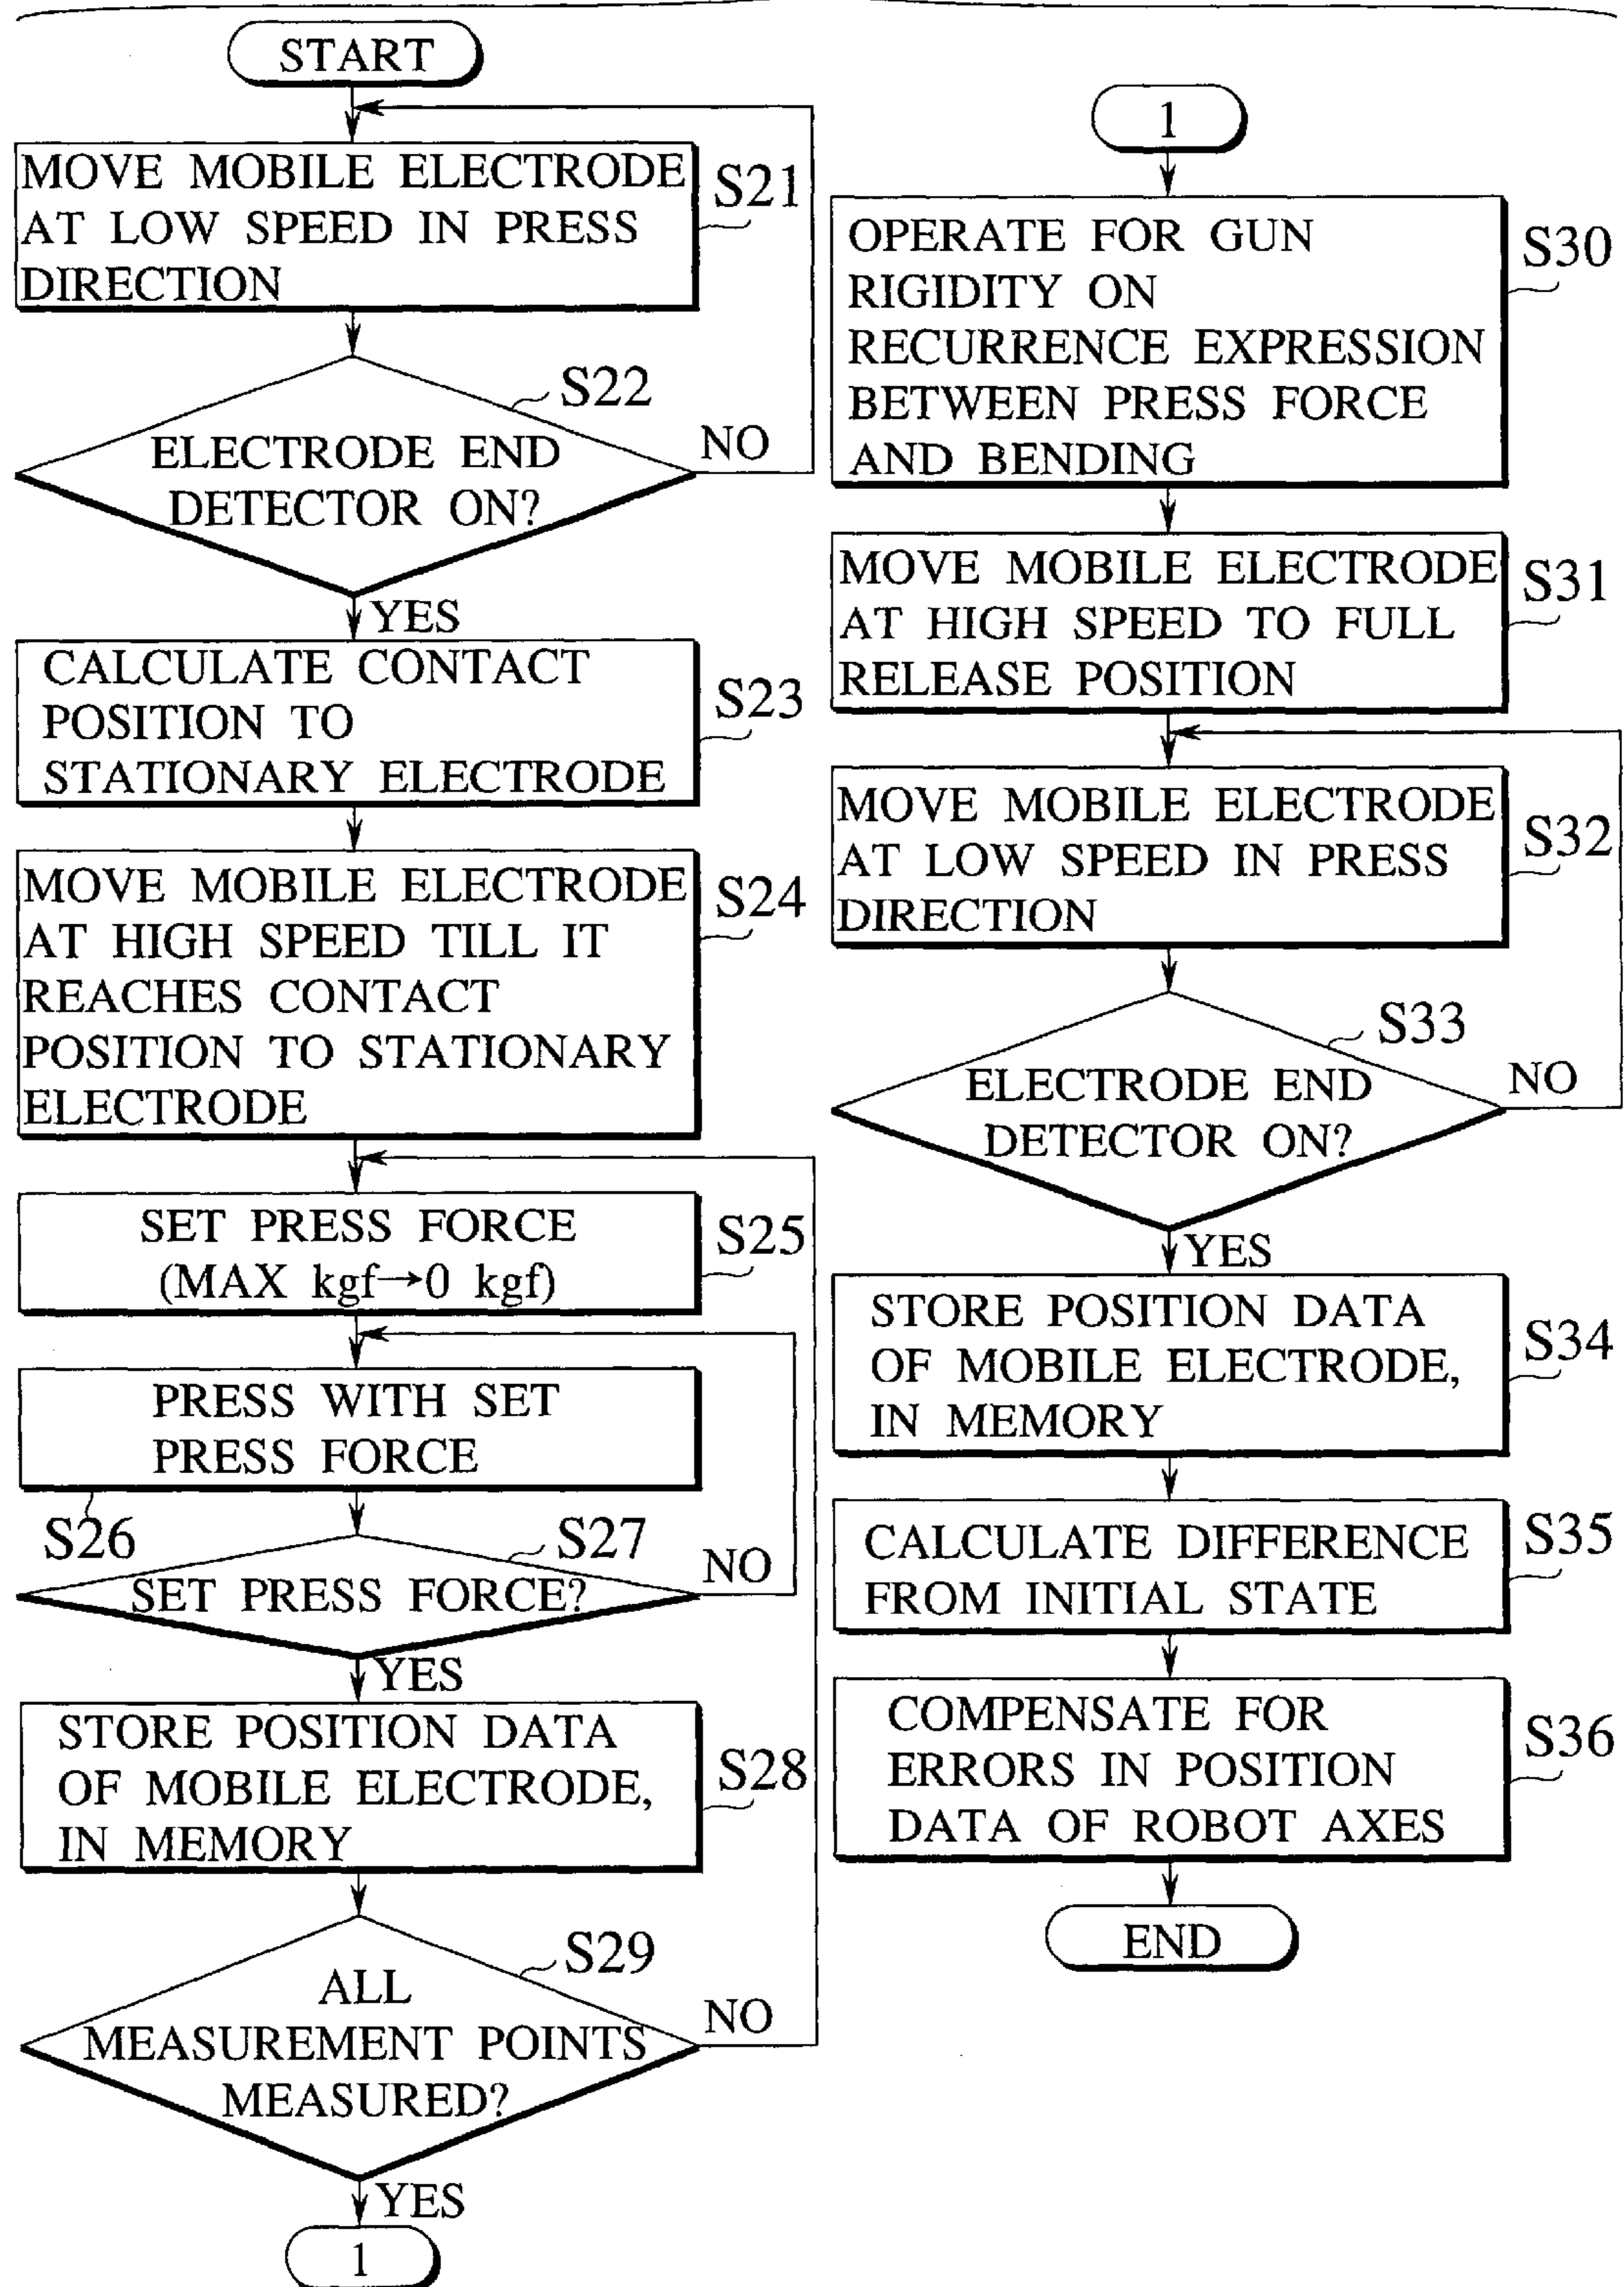 START
MOVE MOBILE ELECTRODE
AT LOW SPEED IN PRESS
DIRECTION
S21
S22
ELECTRODE END
DETECTOR ON?
NO
YES
CALCULATE CONTACT
POSITION TO
STATIONARY ELECTRODE
S23
MOVE MOBILE ELECTRODE
AT HIGH SPEED TILL IT
REACHES CONTACT
POSITION TO STATIONARY
ELECTRODE
S24
SET PRESS FORCE
(MAX kgf→0 kgf)
S25
PRESS WITH SET
PRESS FORCE
S26
S27
SET PRESS FORCE?
NO
YES
STORE POSITION DATA
OF MOBILE ELECTRODE,
IN MEMORY
S28
S29
ALL
MEASUREMENT POINTS
MEASURED?
NO
YES
1
1
OPERATE FOR GUN
RIGIDITY ON
RECURRENCE EXPRESSION
BETWEEN PRESS FORCE
AND BENDING
S30
MOVE MOBILE ELECTRODE
AT HIGH SPEED TO FULL
RELEASE POSITION
S31
MOVE MOBILE ELECTRODE
AT LOW SPEED IN PRESS
DIRECTION
S32
S33
ELECTRODE END
DETECTOR ON?
NO
YES
STORE POSITION DATA
OF MOBILE ELECTRODE,
IN MEMORY
S34
CALCULATE DIFFERENCE
FROM INITIAL STATE
S35
COMPENSATE FOR
ERRORS IN POSITION
DATA OF ROBOT AXES
S36
END